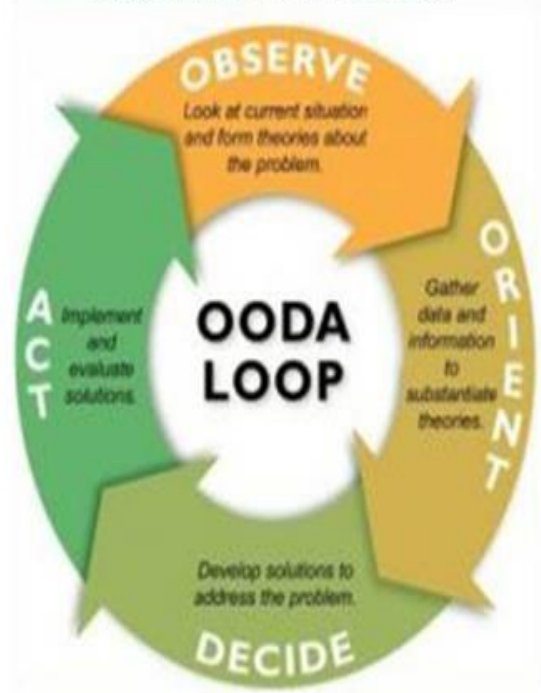 OBSERVE
Look at current situation
and form theories about
the problem.
ORIENT
Gather
data and
information
to
substantiate
theories.
OODA
LOOP
ACT
Implement
and
evaluate
solutions.
Develop solutions to
address the problem.
DECIDE